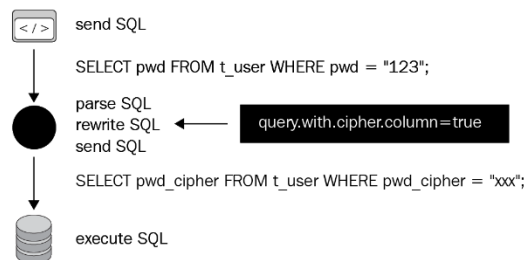 </>
send SQL
SELECT pwd FROM t_user WHERE pwd = "123";
parse SQL
rewrite SQL
send SQL
query.with.cipher.column=true
SELECT pwd_cipher FROM t_user WHERE pwd_cipher = "xxx";
execute SQL